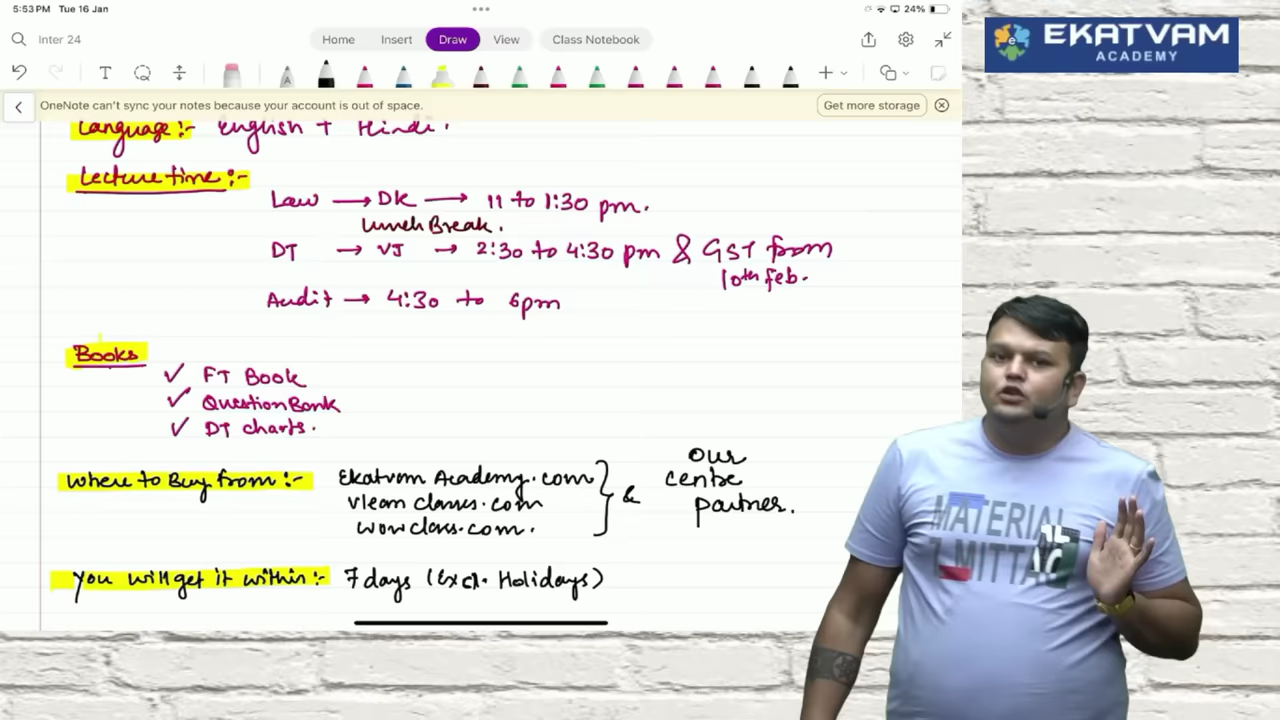 5:53 PM Tue 16 Jan
24%
EKATVAM
ACADEMY
Inter 24
Home Insert Draw View Class Notebook
OneNote can't sync your notes because your account is out of space.
Get more storage
Language:- English + Hindi.
Lecture time:-
Law → DK → 11 to 1:30 pm.
Lunch Break.
DT → VJ → 2:30 to 4:30 pm & GST from
10th feb.
Audit → 4:30 to 6pm
Books
✓ FT Book
✓ Question Bank
✓ DT charts.
Where to Buy from:- Ekatvam Academy.com
vlearn classes.com
wowclass.com.
& Our
centre
partner.
You will get it within:- 7 days (Excl. Holidays)
MATERIAL